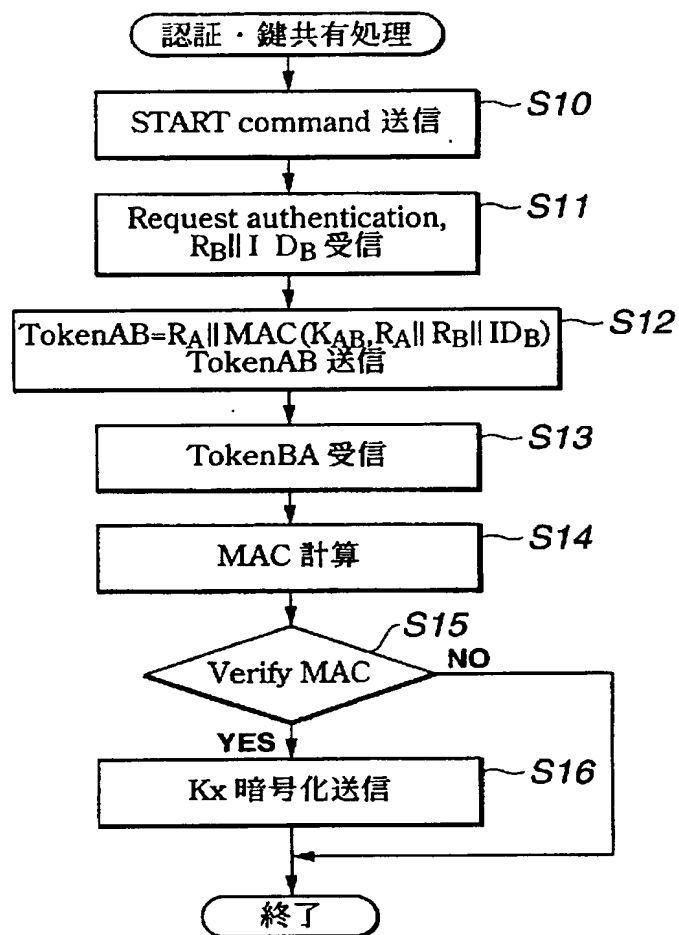 認証・鍵共有処理
START command 送信
S10
Request authentication,
RB||I DB 受信
S11
TokenAB=RA||MAC(KAB,RA||RB||IDB)
TokenAB 送信
S12
TokenBA 受信
S13
MAC 計算
S14
Verify MAC
S15
NO
YES
Kx 暗号化送信
S16
終了